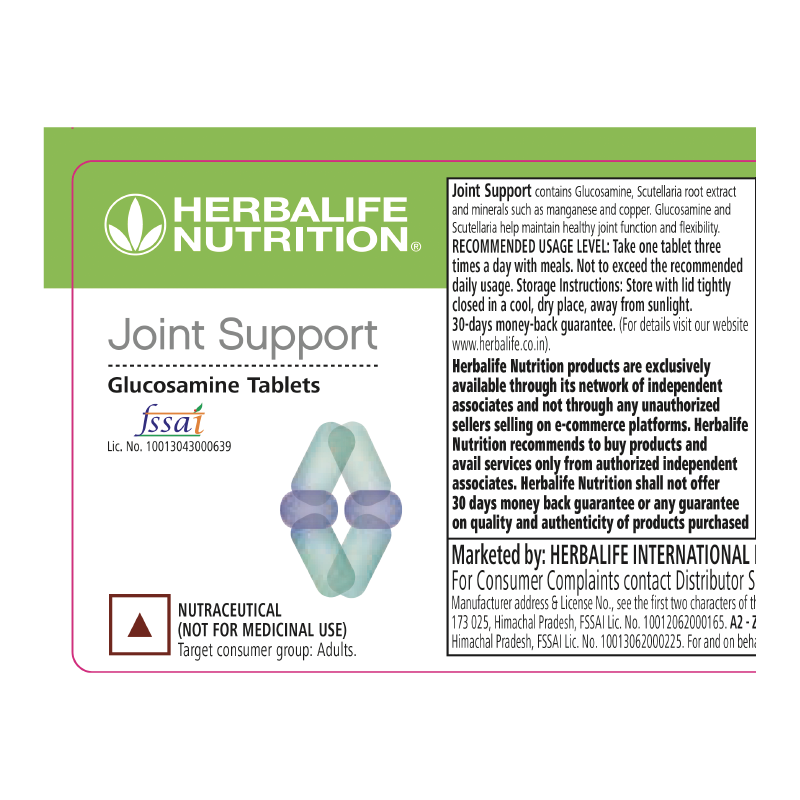 HERBALIFE
NUTRITION®
Joint Support
Glucosamine Tablets
fssai
Lic. No. 10013043000639
NUTRACEUTICAL
(NOT FOR MEDICINAL USE)
Target consumer group: Adults.
Joint Support contains Glucosamine, Scutellaria root extract
and minerals such as manganese and copper. Glucosamine and
Scutellaria help maintain healthy joint function and flexibility.
RECOMMENDED USAGE LEVEL: Take one tablet three
times a day with meals. Not to exceed the recommended
daily usage. Storage Instructions: Store with lid tightly
closed in a cool, dry place, away from sunlight.
30-days money-back guarantee. (For details visit our website
www.herbalife.co.in).
Herbalife Nutrition products are exclusively
available through its network of independent
associates and not through any unauthorized
sellers selling on e-commerce platforms. Herbalife
Nutrition recommends to buy products and
avail services only from authorized independent
associates. Herbalife Nutrition shall not offer
30 days money back guarantee or any guarantee
on quality and authenticity of products purchased
Marketed by: HERBALIFE INTERNATIONAL
For Consumer Complaints contact Distributor S
Manufacturer address & License No., see the first two characters of
173 025, Himachal Pradesh, FSSAI Lic. No. 10012062000165. A2 - Z
Himachal Pradesh, FSSAI Lic. No. 10013062000225. For and on